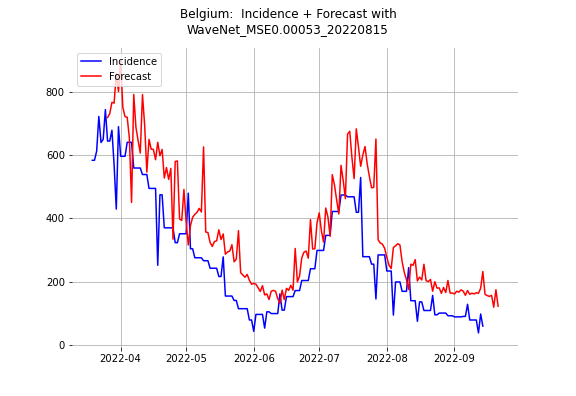 Belgium:  Incidence + Forecast with
WaveNet_MSE0.00053_20220815
Incidence
Forecast
800
600
400
200
0
2022-04 2022-05 2022-06 2022-07 2022-08 2022-09